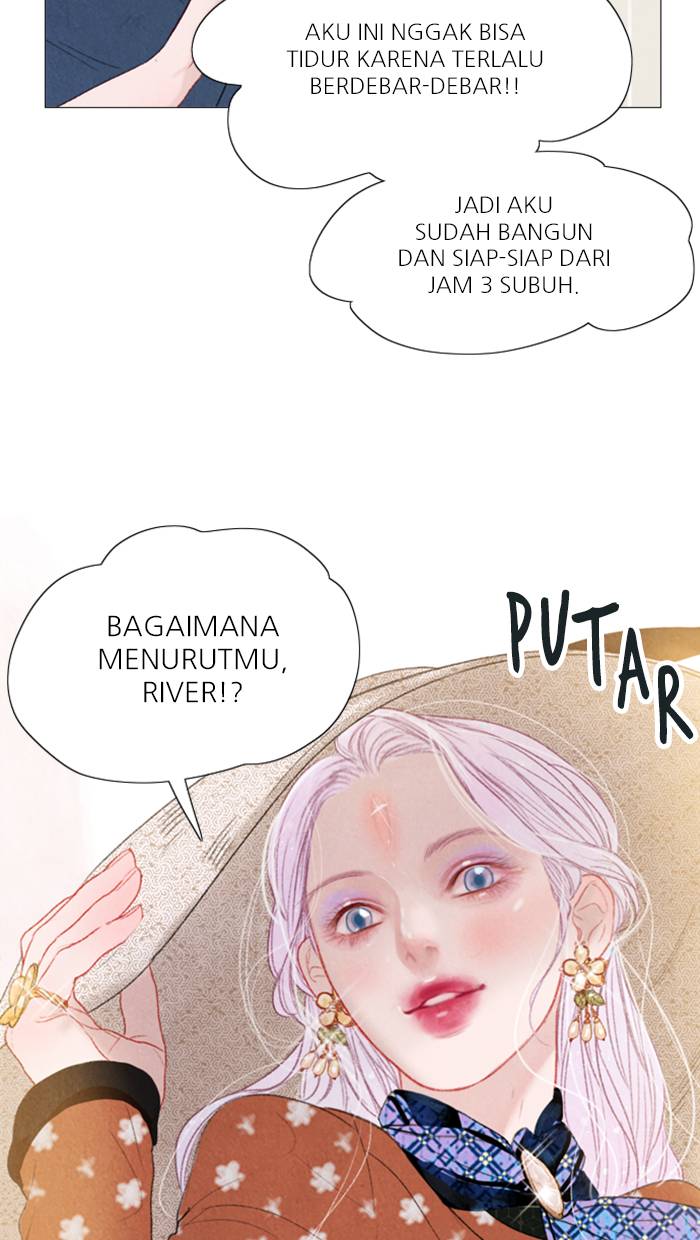 AKU INI NGGAK BISA
TIDUR KARENA TERLALU
BERDEBAR-DEBAR!!
JADI AKU
SUDAH BANGUN
DAN SIAP-SIAP DARI
JAM 3 SUBUH.
BAGAIMANA
MENURUTMU,
RIVER!?
PUTAR